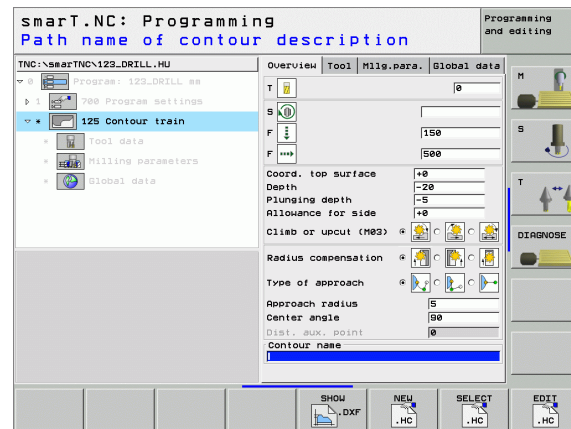 smarT.NC: Programming
Path name of contour description
Programming
and editing
TNC:\smarTNC\123_DRILL.HU
0 Program: 123_DRILL mm
1 700 Program settings
* 125 Contour train
* Tool data
* Milling parameters
* Global data
Overview Tool Mllg.para. Global data
T 0
S
F 150
F 500
Coord. top surface +0
Depth -20
Plunging depth -5
Allowance for side +0
Climb or upcut (M03)
Radius compensation
Type of approach
Approach radius 5
Center angle 90
Dist. aux. point 0
Contour name
M
S
T
DIAGNOSE
SHOW
.DXF
NEW
.HC
SELECT
.HC
EDIT
.HC